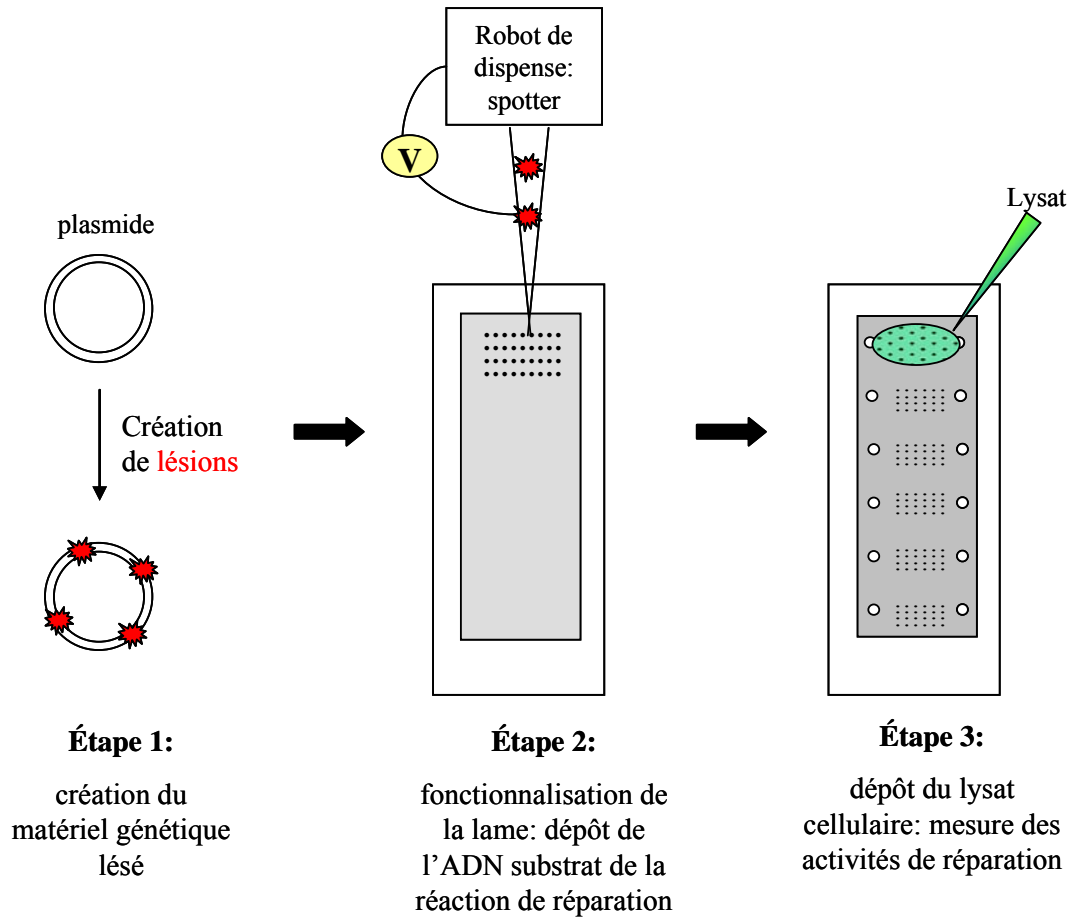 Robot de
dispense:
spotter
V
plasmide
Lysat
Création
de lésions
Étape 1:
création du
matériel génétique
lésé
Étape 2:
fonctionnalisation de
la lame: dépôt de
l’ADN substrat de la
réaction de réparation
Étape 3:
dépôt du lysat
cellulaire: mesure des
activités de réparation